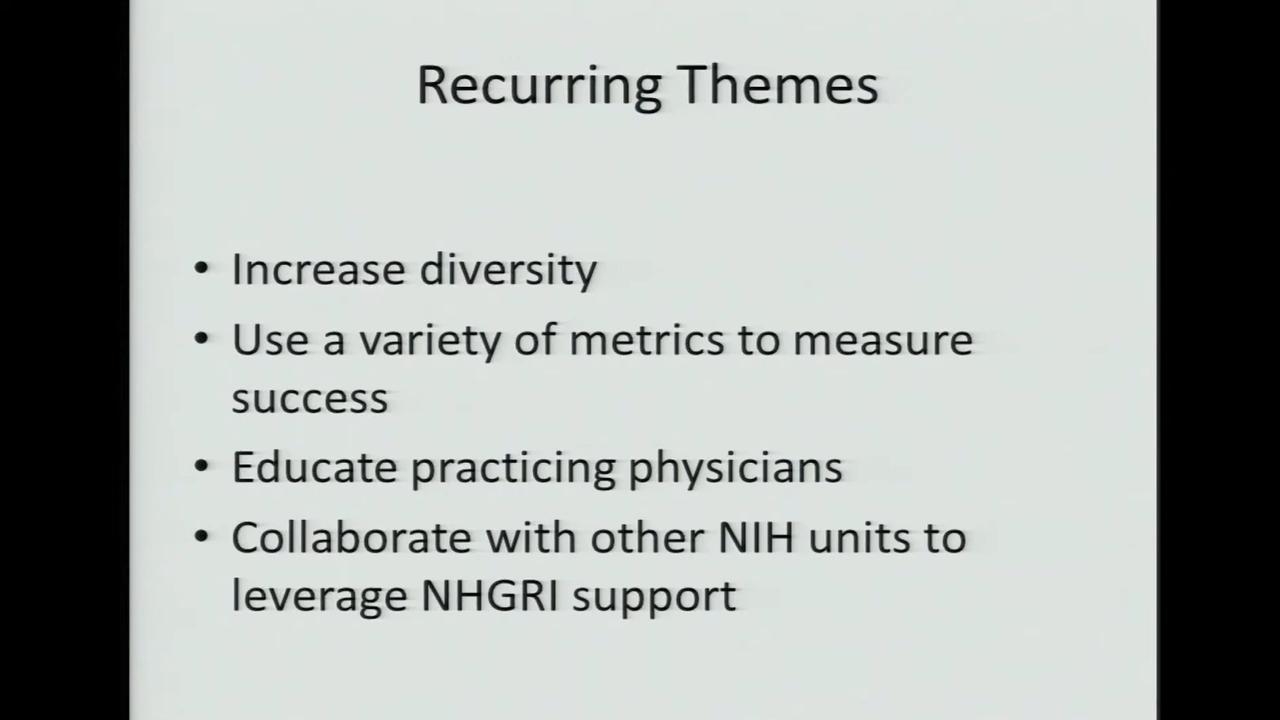 Recurring Themes
• Increase diversity
• Use a variety of metrics to measure
success
• Educate practicing physicians
• Collaborate with other NIH units to
leverage NHGRI support